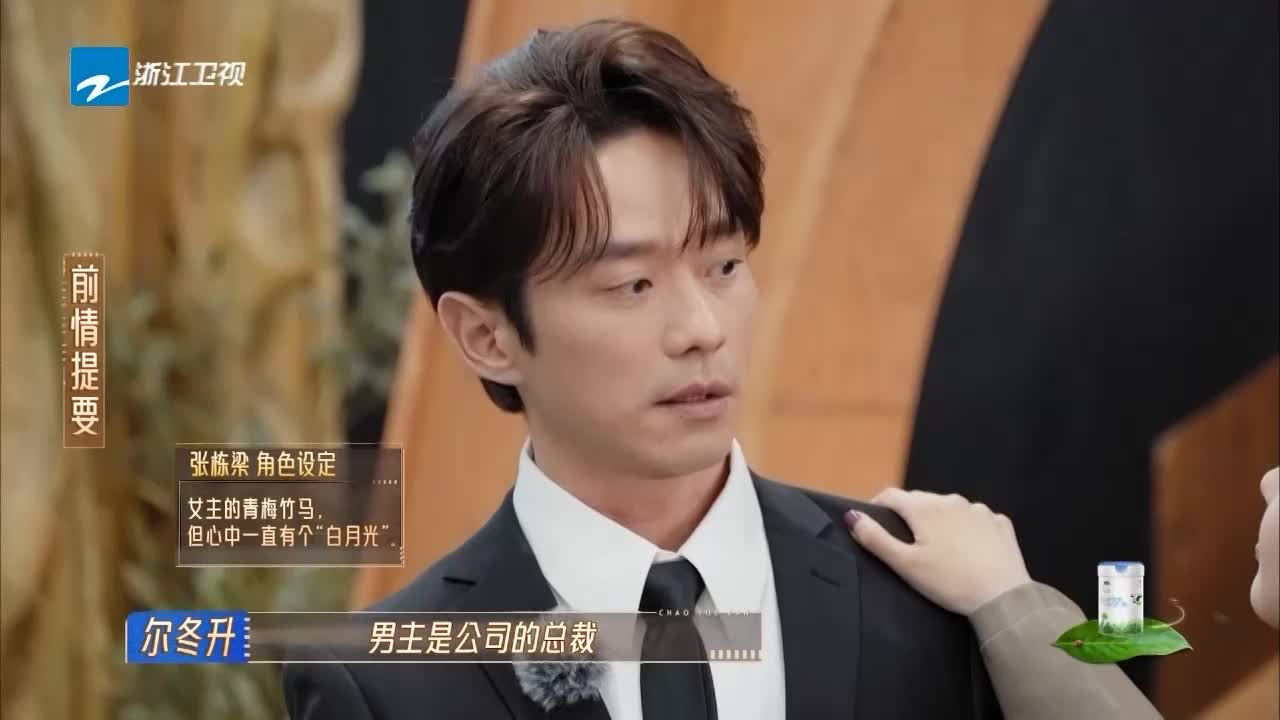 浙江卫视
前情提要
张栋梁 角色设定
女主的青梅竹马，
但心中一直有个“白月光”。
尔冬升
男主是公司的总裁